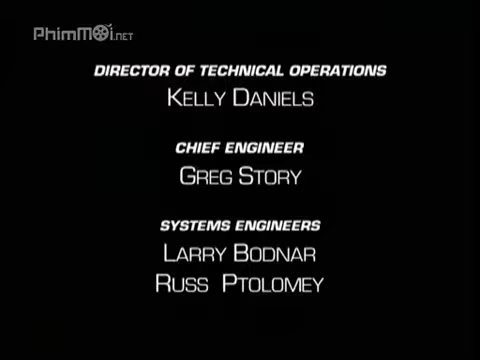 PhimMOi.NET
DIRECTOR OF TECHNICAL OPERATIONS
KELLY DANIELS
CHIEF ENGINEER
GREG STORY
SYSTEMS ENGINEERS
LARRY BODNAR
RUSS PTOLOMEY